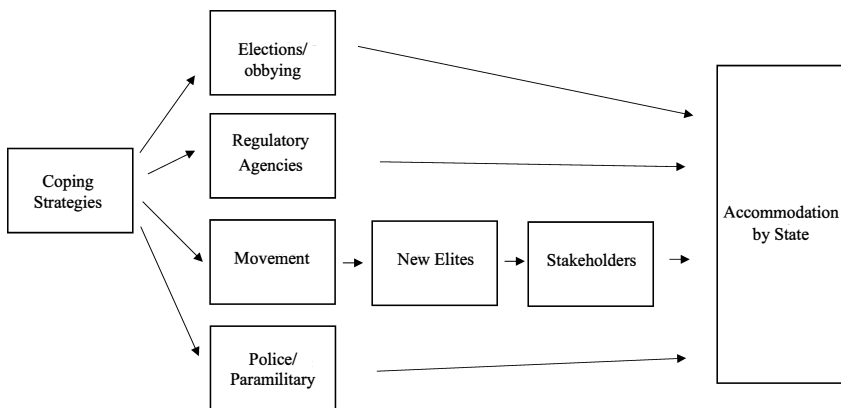 Elections/
obbying
Regulatory
Agencies
Coping
Strategies
Movement
New Elites
Stakeholders
Accommodation
by State
Police/
Paramilitary